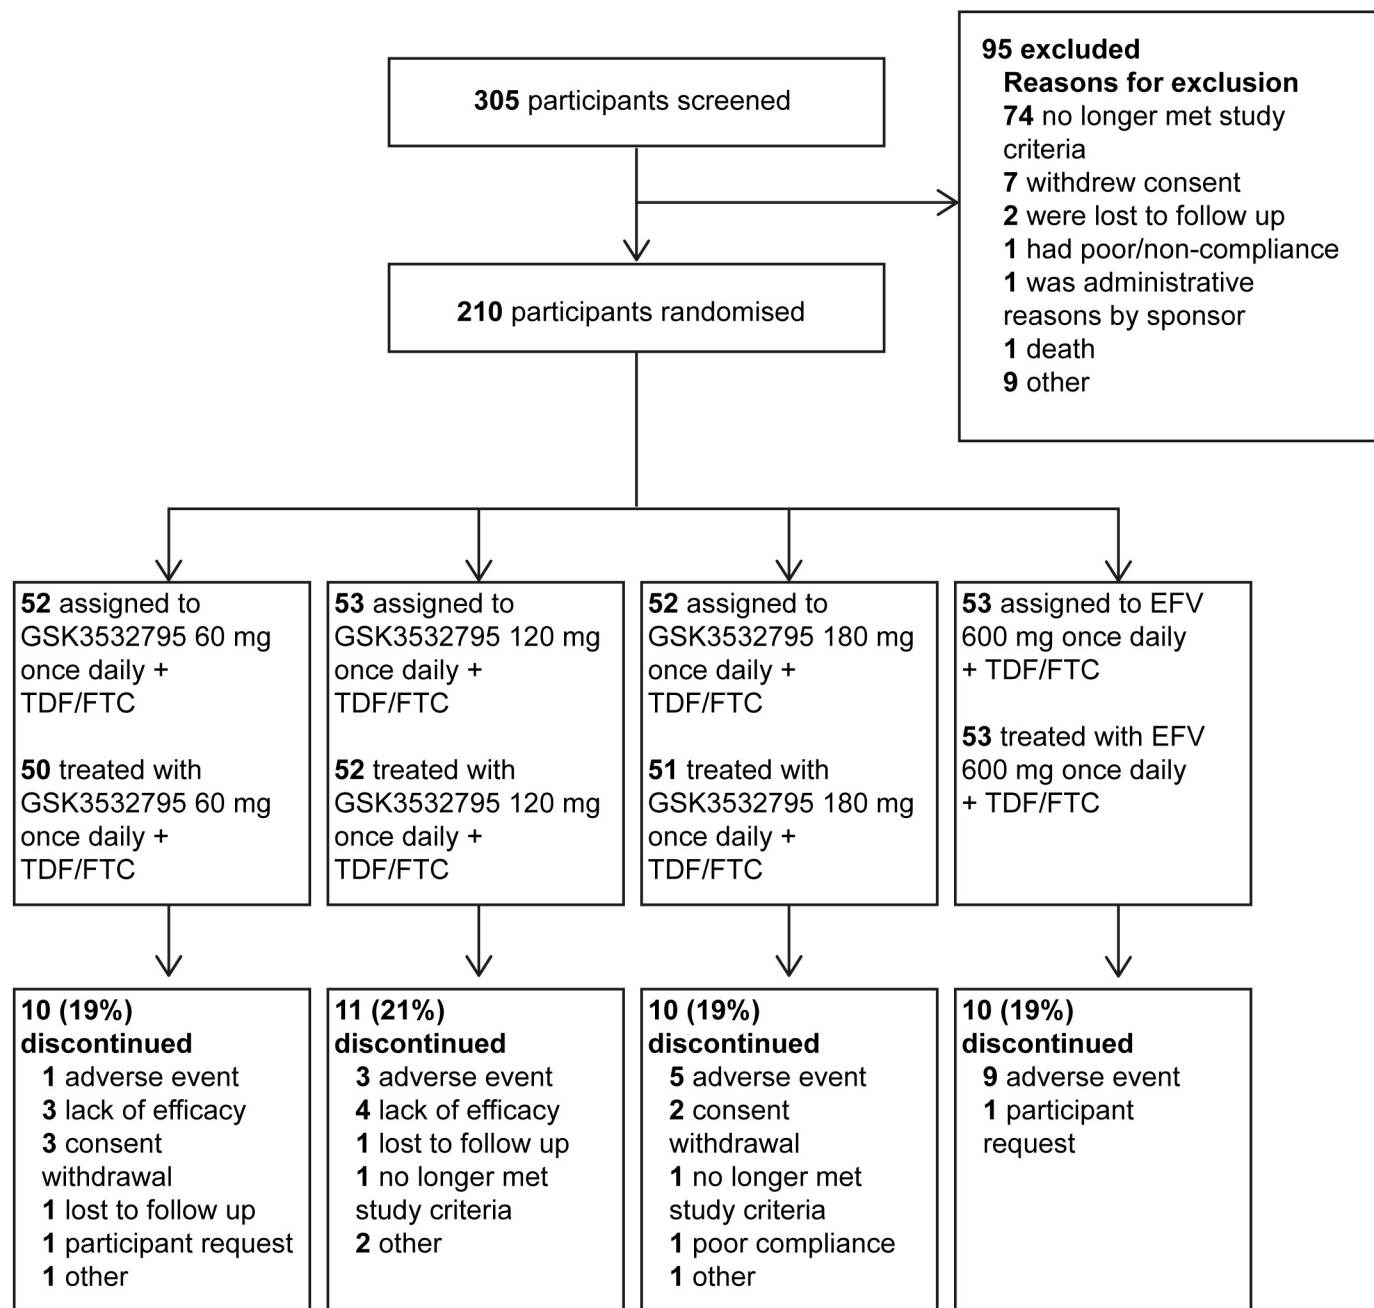 305 participants screened
95 excluded
Reasons for exclusion
74 no longer met study
criteria
7 withdrew consent
2 were lost to follow up
1 had poor/non-compliance
1 was administrative
reasons by sponsor
1 death
9 other
210 participants randomised
52 assigned to
GSK3532795 60 mg
once daily +
TDF/FTC
50 treated with
GSK3532795 60 mg
once daily +
TDF/FTC
53 assigned to
GSK3532795 120 mg
once daily +
TDF/FTC
52 treated with
GSK3532795 120 mg
once daily +
TDF/FTC
52 assigned to
GSK3532795 180 mg
once daily +
TDF/FTC
51 treated with
GSK3532795 180 mg
once daily +
TDF/FTC
53 assigned to EFV
600 mg once daily
+ TDF/FTC
53 treated with EFV
600 mg once daily
+ TDF/FTC
10 (19%)
discontinued
1 adverse event
3 lack of efficacy
3 consent
withdrawal
1 lost to follow up
1 participant request
1 other
11 (21%)
discontinued
3 adverse event
4 lack of efficacy
1 lost to follow up
1 no longer met
study criteria
2 other
10 (19%)
discontinued
5 adverse event
2 consent
withdrawal
1 no longer met
study criteria
1 poor compliance
1 other
10 (19%)
discontinued
9 adverse event
1 participant
request